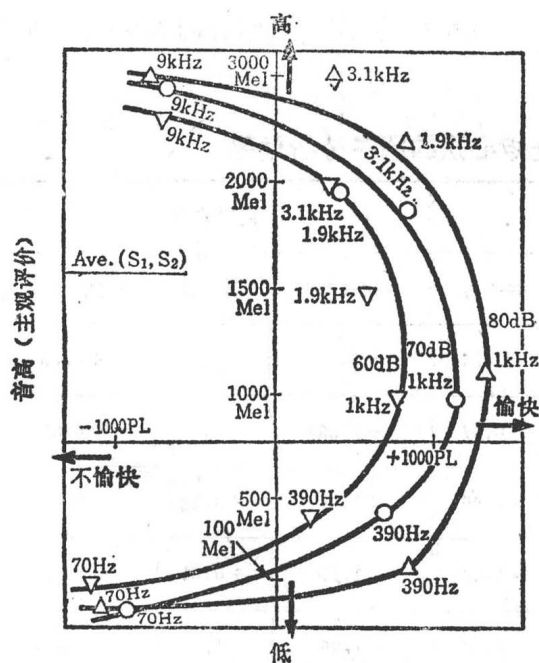 高
9kHz
3000
Mel
3.1kHz
9kHz
9kHz
1.9kHz
3.1kHz
2000
Mel
3.1kHz
1.9kHz
Ave.(S₁,S₂)
音高（主观评价）
1500
Mel
1.9kHz
80dB
70dB
60dB
1kHz
1kHz
1kHz
1000
Mel
愉快
－1000PL
＋1000PL
不愉快
500
Mel
390Hz
390Hz
390Hz
100
Mel
70Hz
70Hz
70Hz
低